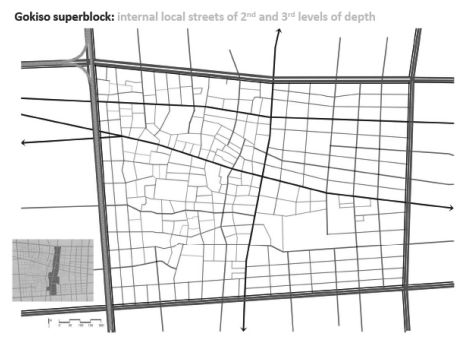 Gokiso superblock: internal local streets of 2nd and 3rd levels of depth